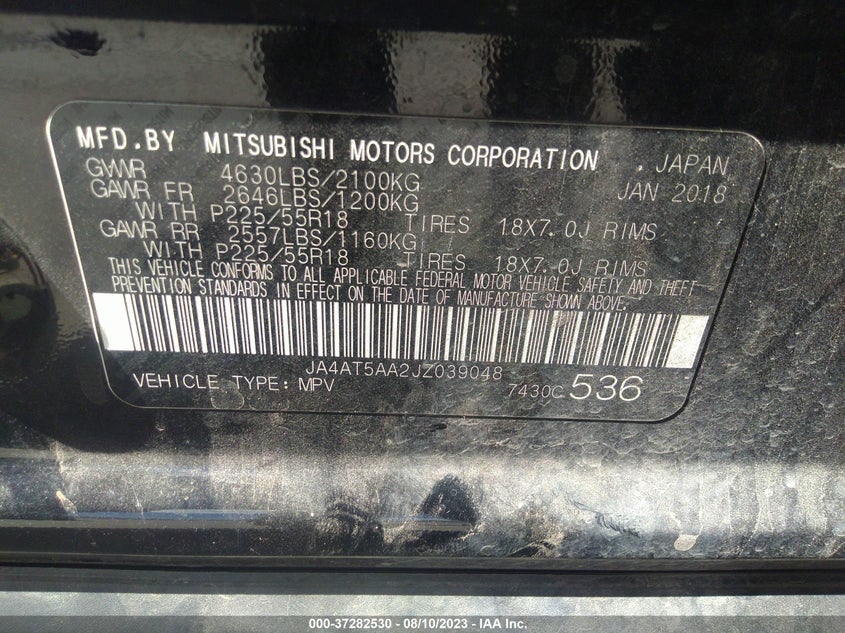 MFD.BY MITSUBISHI MOTORS CORPORATION . JAPAN
GVWR 4630LBS/2100KG JAN 2018
GAWR FR 2646LBS/1200KG
WITH P225/55R18 TIRES 18X7.0J RIMS
GAWR RR 2557LBS/1160KG
WITH P225/55R18 TIRES 18X7.0J RIMS
THIS VEHICLE CONFORMS TO ALL APPLICABLE FEDERAL MOTOR VEHICLE SAFETY AND THEFT
PREVENTION STANDARDS IN EFFECT ON THE DATE OF MANUFACTURE SHOWN ABOVE.
JA4AT5AA2JZ039048
VEHICLE TYPE: MPV 7430C 536
000-37282530 - 08/10/2023 - IAAI.COM